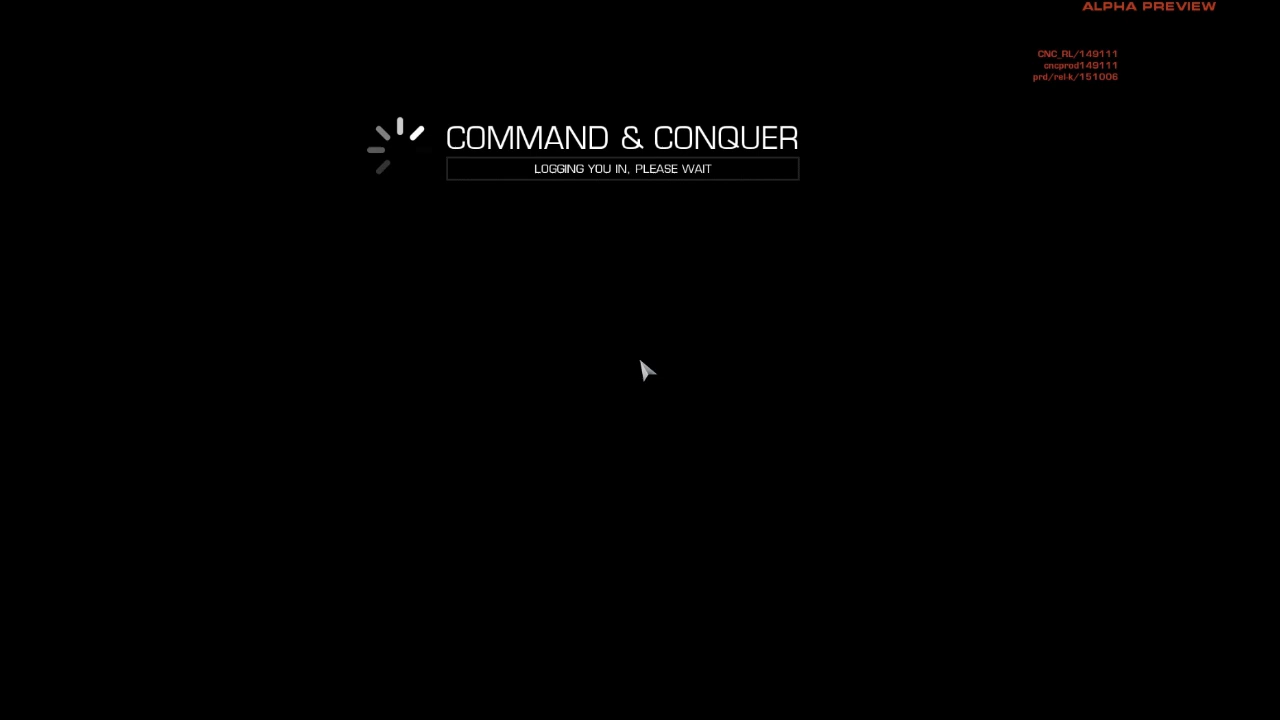 ALPHA PREVIEW
CNC_RL/149111
cncprod149111
prd/rel-k/151006
COMMAND & CONQUER
LOGGING YOU IN, PLEASE WAIT